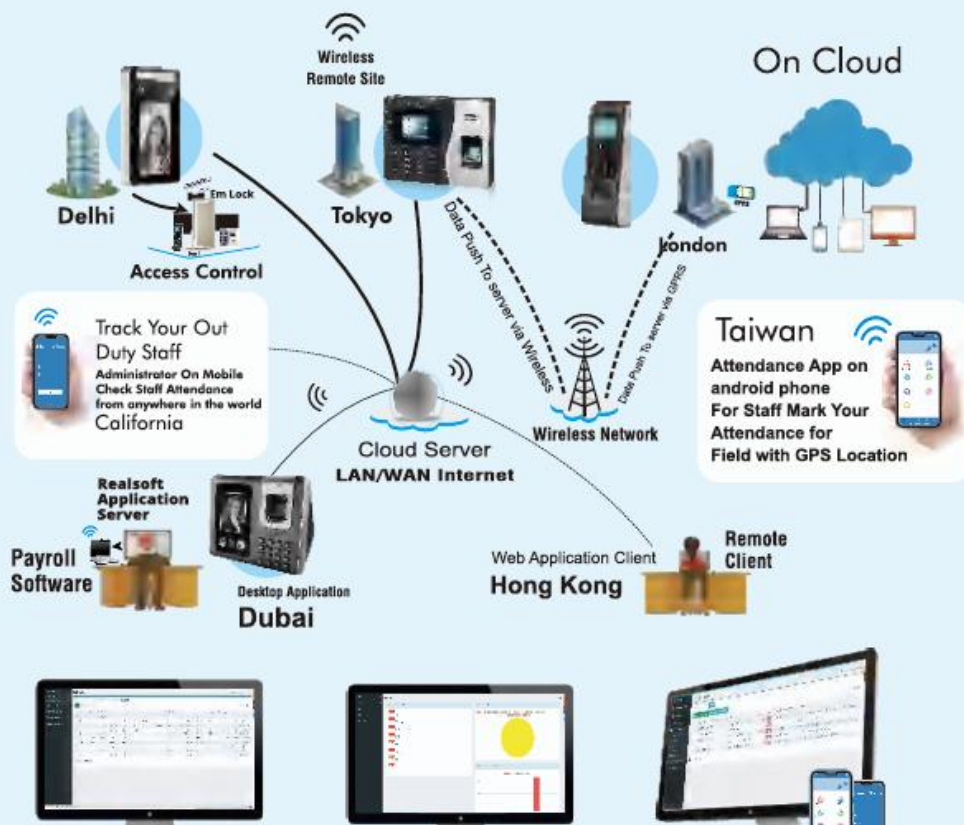 Wireless
Remote Site
On Cloud
Delhi
Em Lock
Access Control
Tokyo
London
GPRS
Data Push To server via Wireless
Data Push To server via GPRS
Track Your Out
Duty Staff
Administrator On Mobile
Check Staff Attendance
from anywhere in the world
California
Cloud Server
LAN/WAN Internet
Wireless Network
Taiwan
Attendance App on
android phone
For Staff Mark Your
Attendance for
Field with GPS Location
Realsoft
Application
Server
Payroll
Software
Desktop Application
Dubai
Web Application Client
Hong Kong
Remote
Client